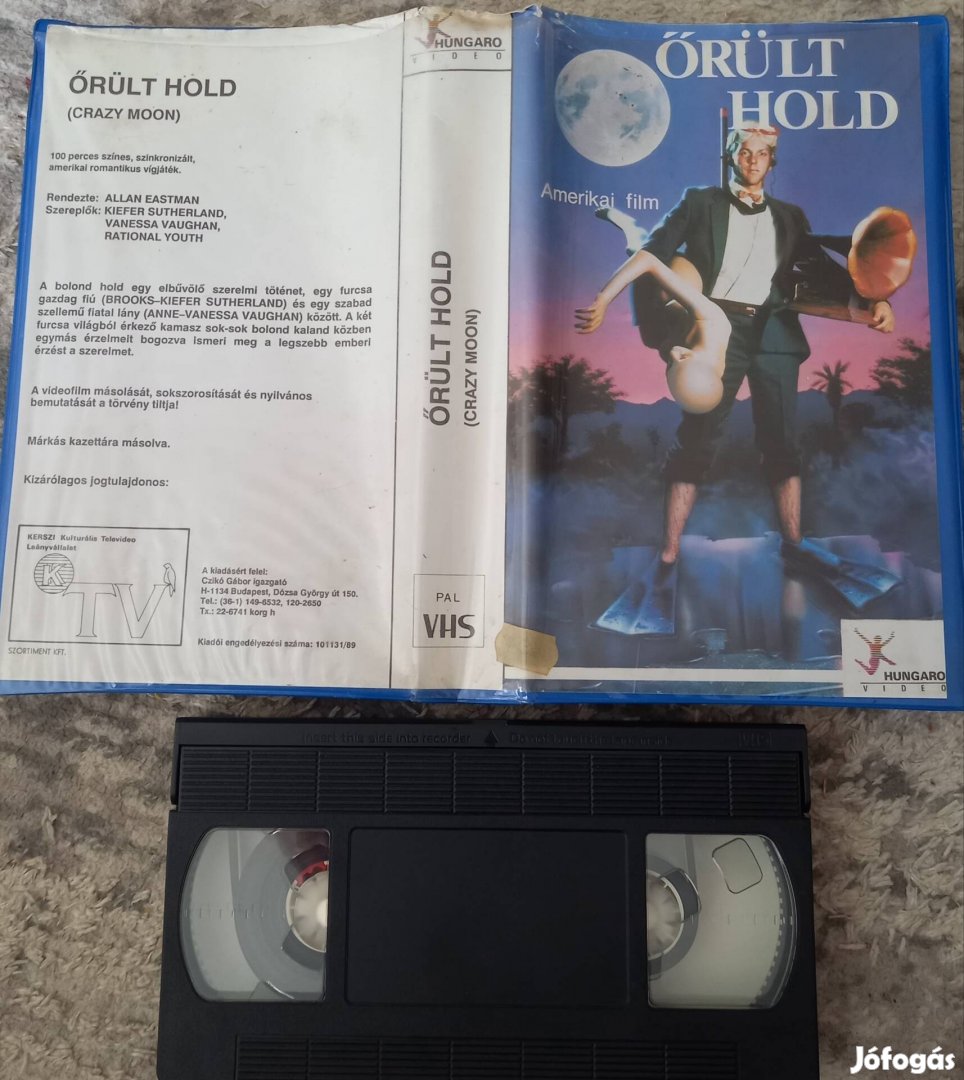 ŐRÜLT HOLD
(CRAZY MOON)
100 perces színes, szinkronizált,
amerikai romantikus vígjáték.
Rendezte: ALLAN EASTMAN
Szereplők: KIEFER SUTHERLAND,
VANESSA VAUGHAN,
RATIONAL YOUTH
A bolond hold egy elbűvölő szerelmi töténet, egy furcsa
gazdag fiú (BROOKS–KIEFER SUTHERLAND) és egy szabad
szellemű fiatal lány (ANNE–VANESSA VAUGHAN) között. A két
furcsa világból érkező kamasz sok-sok bolond kaland közben
egymás érzelmeit bogozva ismeri meg a legszebb emberi
érzést a szerelmet.
A videofilm másolását, sokszorosítását és nyilvános
bemutatását a törvény tiltja!
Márkás kazettára másolva.
Kizárólagos jogtulajdonos:
KERSZI Kulturális Televideo
Leányvállalat
K
TV
SZORTIMENT KFT.
A kiadásért felel:
Czikó Gábor igazgató
H-1134 Budapest, Dózsa György út 150.
Tel.: (36-1) 149-6532, 120-2650
Tx.: 22-6741 korg h
Kiadói engedélyezési száma: 101131/89
HUNGARO
VIDEO
ŐRÜLT HOLD
(CRAZY MOON)
PAL
VHS
ŐRÜLT
HOLD
Amerikai film
HUNGARO
VIDEO
Insert this side into recorder
VHS
Jófogás